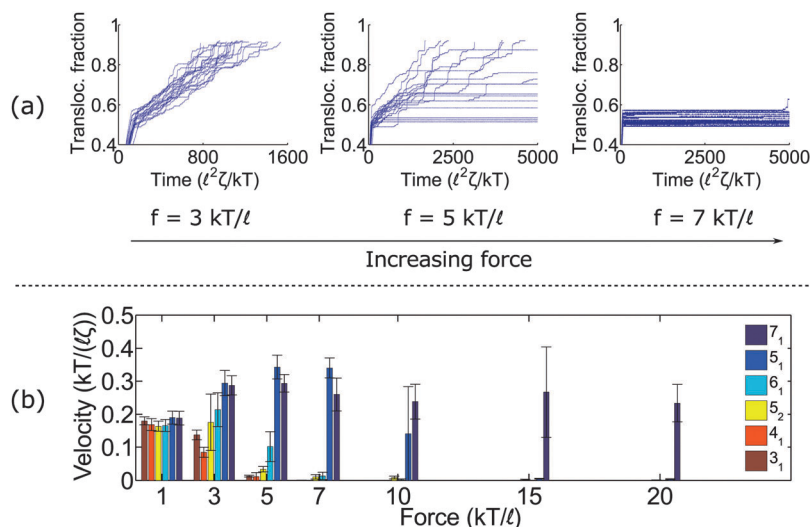 (a)
Transloc. fraction
1
0.8
0.6
0.4
0 800 1600
Time (ℓ²ζ/kT)
f = 3 kT/ℓ
Transloc. fraction
1
0.8
0.6
0.4
0 2500 5000
Time (ℓ²ζ/kT)
f = 5 kT/ℓ
Transloc. fraction
1
0.8
0.6
0.4
0 2500 5000
Time (ℓ²ζ/kT)
f = 7 kT/ℓ
Increasing force
(b)
Velocity (kT/(ℓζ))
0.5
0.4
0.3
0.2
0.1
0
1 3 5 7 10 15 20
Force (kT/ℓ)
7₁
5₁
6₁
5₂
4₁
3₁